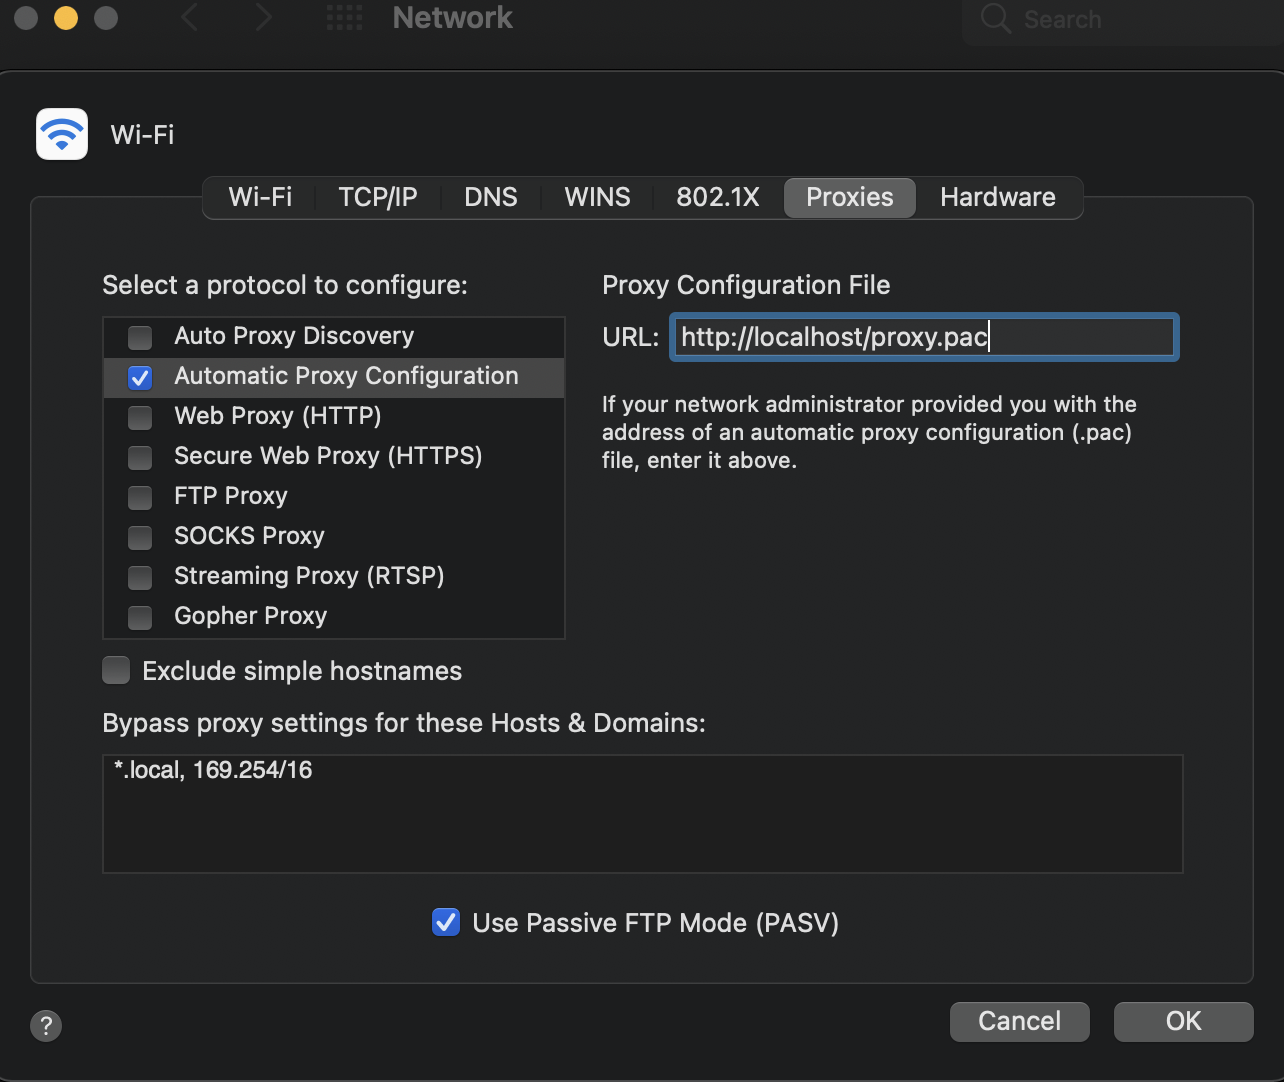 Network
Search
Wi-Fi
Wi-Fi TCP/IP DNS WINS 802.1X Proxies Hardware
Select a protocol to configure:
Auto Proxy Discovery
Automatic Proxy Configuration
Web Proxy (HTTP)
Secure Web Proxy (HTTPS)
FTP Proxy
SOCKS Proxy
Streaming Proxy (RTSP)
Gopher Proxy
Proxy Configuration File
URL: http://localhost/proxy.pac
If your network administrator provided you with the
address of an automatic proxy configuration (.pac)
file, enter it above.
Exclude simple hostnames
Bypass proxy settings for these Hosts & Domains:
*.local, 169.254/16
Use Passive FTP Mode (PASV)
?
Cancel
OK